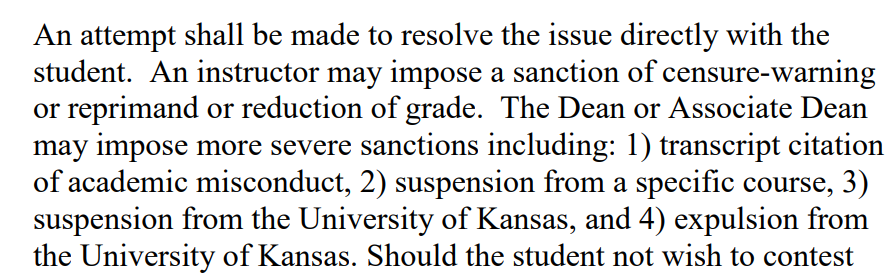 An attempt shall be made to resolve the issue directly with the
student.  An instructor may impose a sanction of censure-warning
or reprimand or reduction of grade.  The Dean or Associate Dean
may impose more severe sanctions including: 1) transcript citation
of academic misconduct, 2) suspension from a specific course, 3)
suspension from the University of Kansas, and 4) expulsion from
the University of Kansas. Should the student not wish to contest